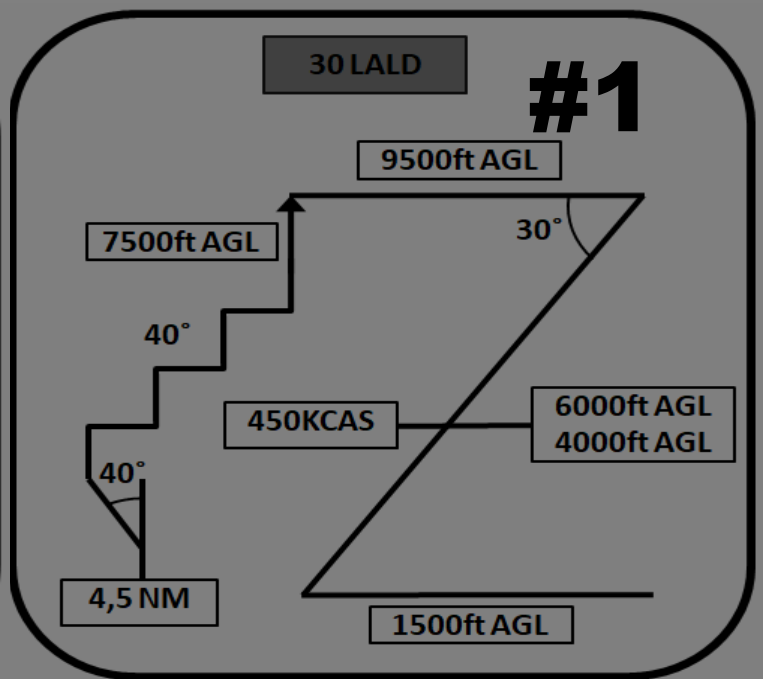 30 LALD
#1
9500ft AGL
7500ft AGL
30°
40°
450KCAS
6000ft AGL
4000ft AGL
40°
4,5 NM
1500ft AGL